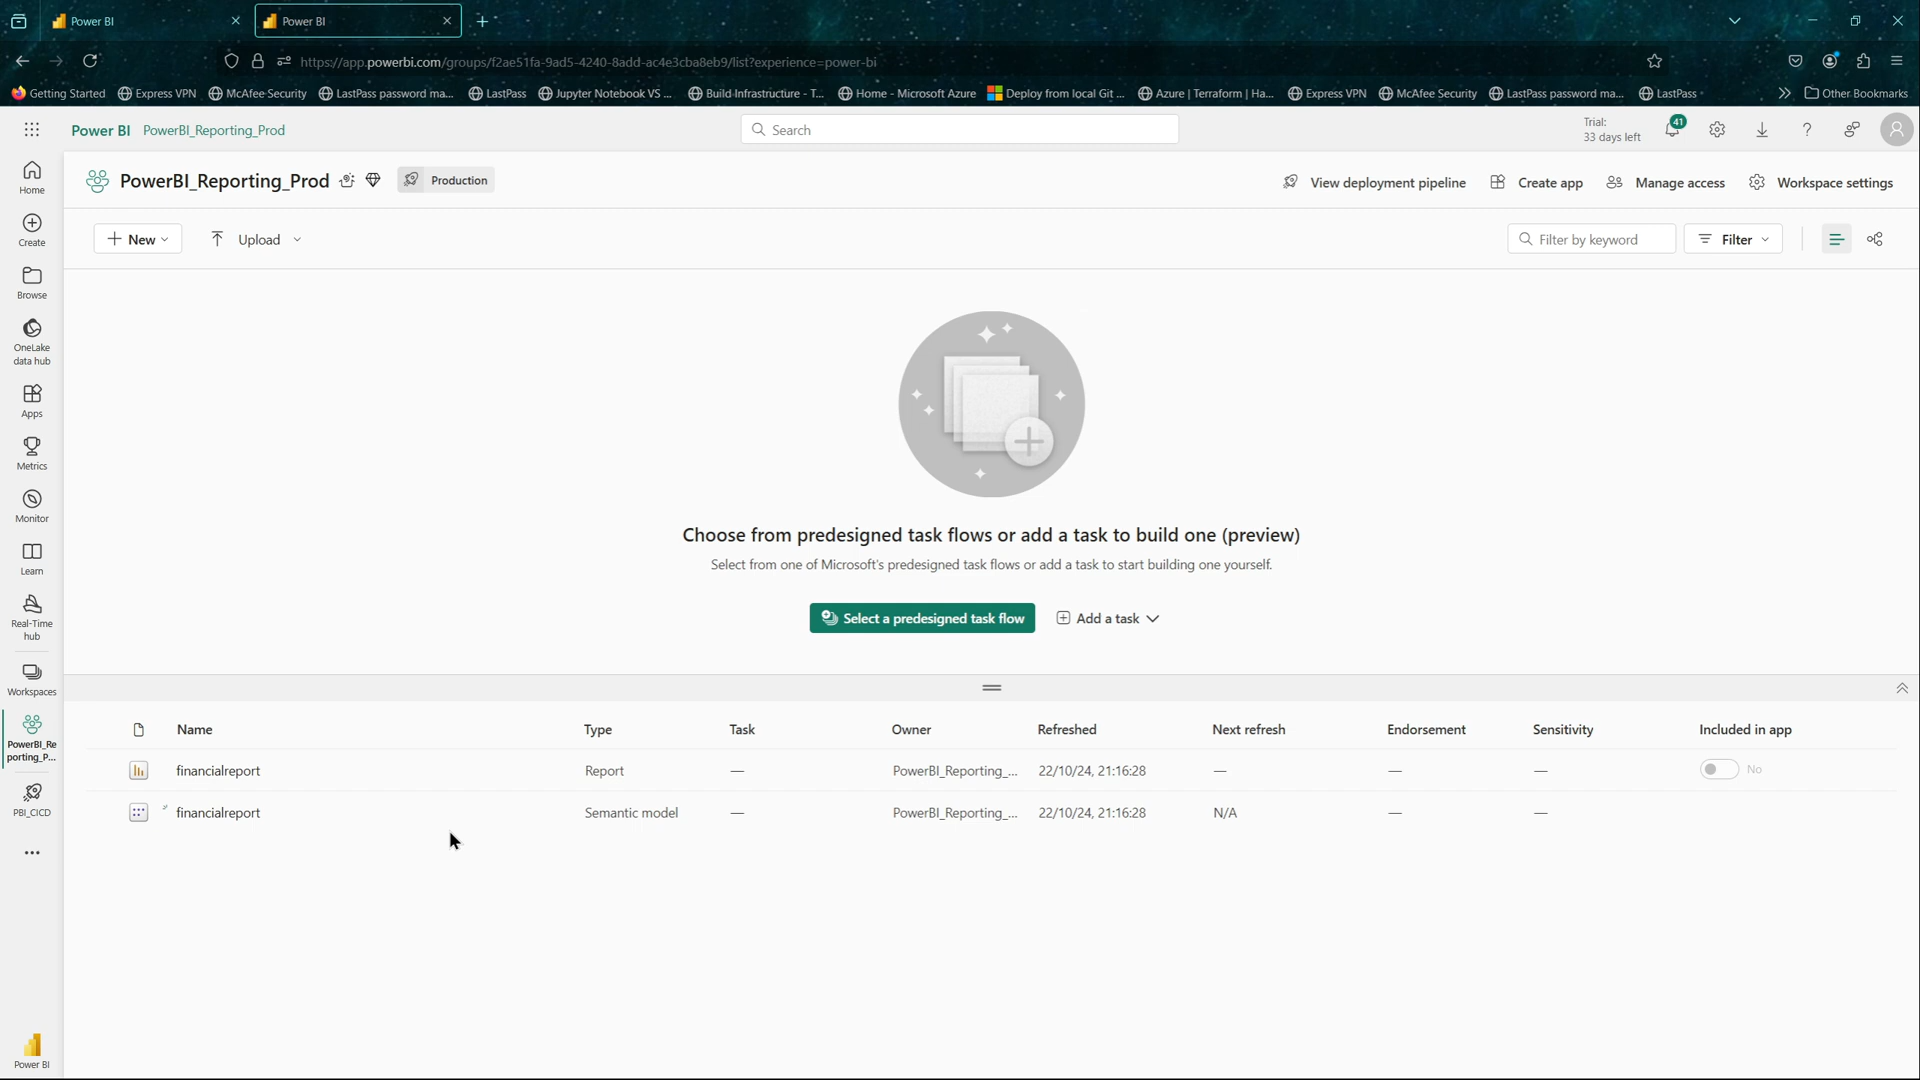 Power BI
Power BI
https://app.powerbi.com/groups/f2ae51fa-9ad5-4240-8add-ac4e3cba8eb9/list?experience=power-bi
Getting Started Express VPN McAfee Security LastPass password ma... LastPass Jupyter Notebook VS ... Build-Infrastructure - T... Home - Microsoft Azure Deploy from local Git ... Azure | Terraform | Ha... Express VPN McAfee Security LastPass password ma... LastPass Other Bookmarks
Power BI PowerBI_Reporting_Prod
Search
Trial:
33 days left
41
?
Home
Create
Browse
OneLake
data hub
Apps
Metrics
Monitor
Learn
Real-Time
hub
Workspaces
PowerBI_Re
porting_P...
PBI_CICD
Power BI
PowerBI_Reporting_Prod Production
View deployment pipeline Create app Manage access Workspace settings
New Upload
Filter by keyword Filter
Choose from predesigned task flows or add a task to build one (preview)
Select from one of Microsoft's predesigned task flows or add a task to start building one yourself.
Select a predesigned task flow Add a task
Name Type Task Owner Refreshed Next refresh Endorsement Sensitivity Included in app
financialreport Report — PowerBI_Reporting_... 22/10/24, 21:16:28 — — — No
financialreport Semantic model — PowerBI_Reporting_... 22/10/24, 21:16:28 N/A — —